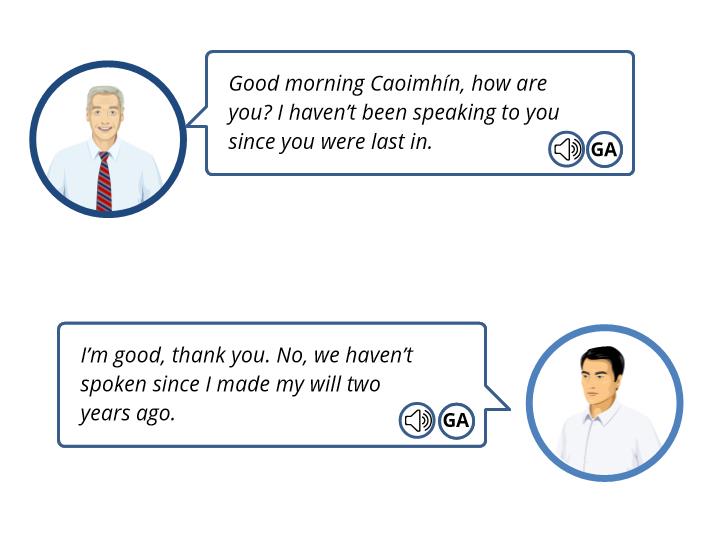 Good morning Caoimhín, how are
you? I haven’t been speaking to you
since you were last in.
GA
I’m good, thank you. No, we haven’t
spoken since I made my will two
years ago.
GA